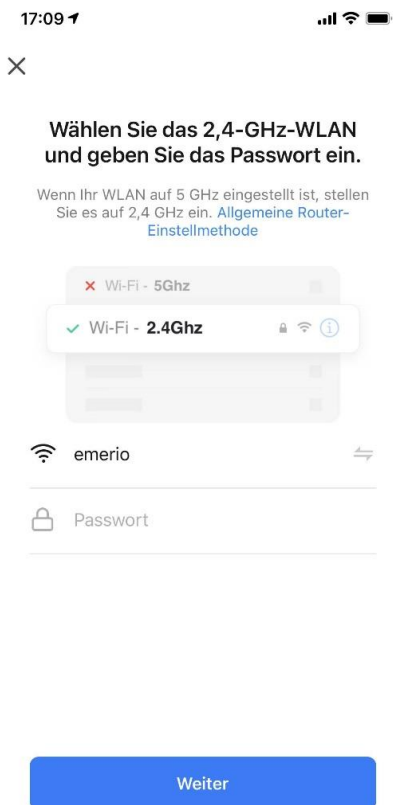 17:09
Wählen Sie das 2,4-GHz-WLAN
und geben Sie das Passwort ein.
Wenn Ihr WLAN auf 5 GHz eingestellt ist, stellen
Sie es auf 2,4 GHz ein. Allgemeine Router-
Einstellmethode
Wi-Fi - 5Ghz
Wi-Fi - 2.4Ghz
emerio
Passwort
Weiter